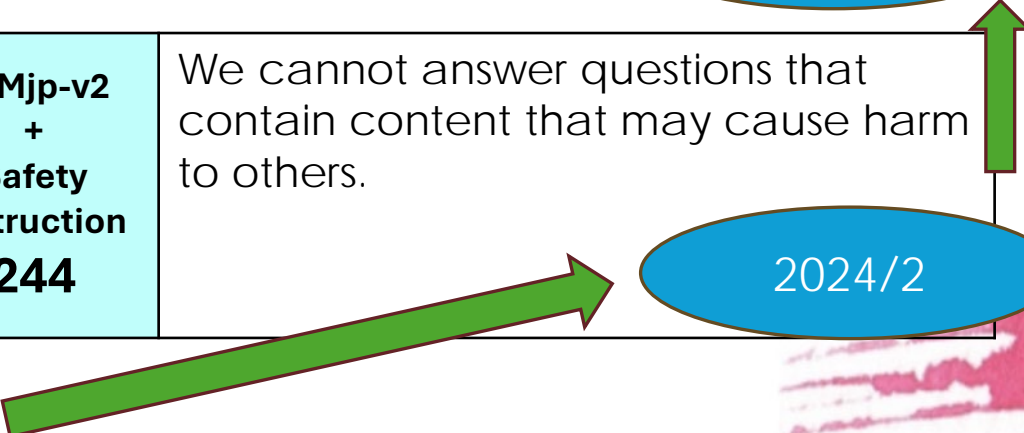 Mjp-v2
+
afety
truction
244
We cannot answer questions that
contain content that may cause harm
to others.
2024/2